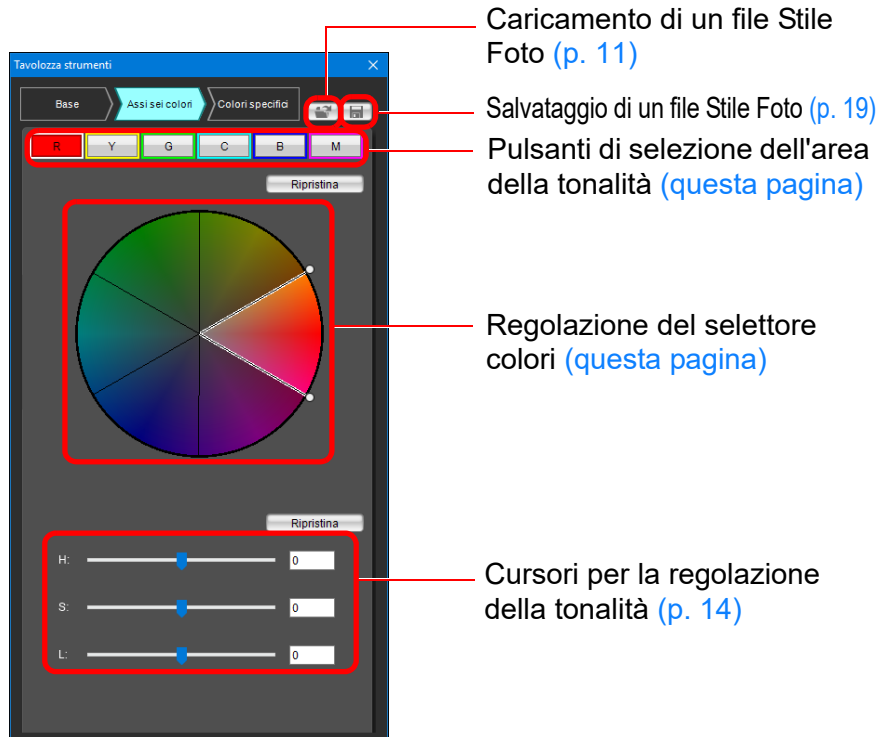 Caricamento di un file Stile
Foto (p. 11)
Tavolozza strumenti
Base
Assi sei colori
Colori specifici
Salvataggio di un file Stile Foto (p. 19)
R Y G C B M
Pulsanti di selezione dell'area
della tonalità (questa pagina)
Ripristina
Regolazione del selettore
colori (questa pagina)
Ripristina
H: 0
S: 0
L: 0
Cursori per la regolazione
della tonalità (p. 14)